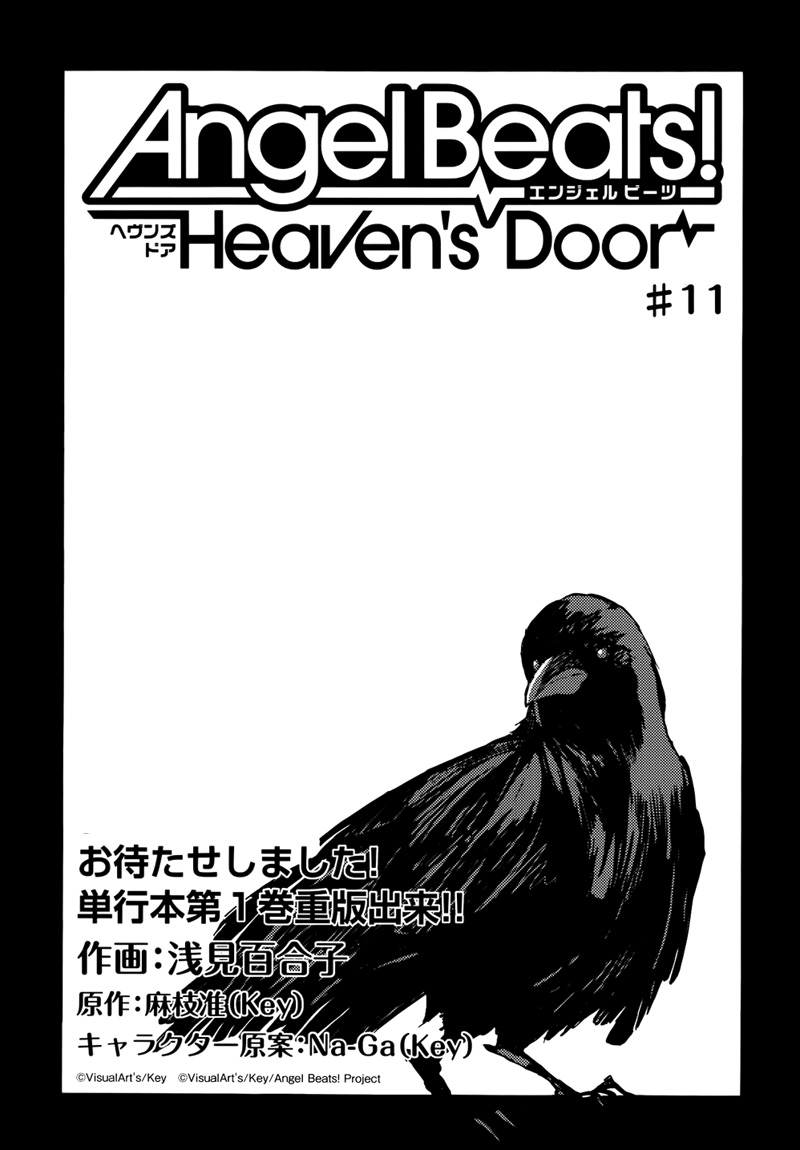 Angel Beats!
エンジェル ビーツ
ヘヴンズ
ドア
Heaven's Door
#11
お待たせしました!
単行本第1巻重版出来!!
作画:浅見百合子
原作:麻枝准(Key)
キャラクター原案:Na-Ga(Key)
©VisualArt's/Key ©VisualArt's/Key/Angel Beats! Project